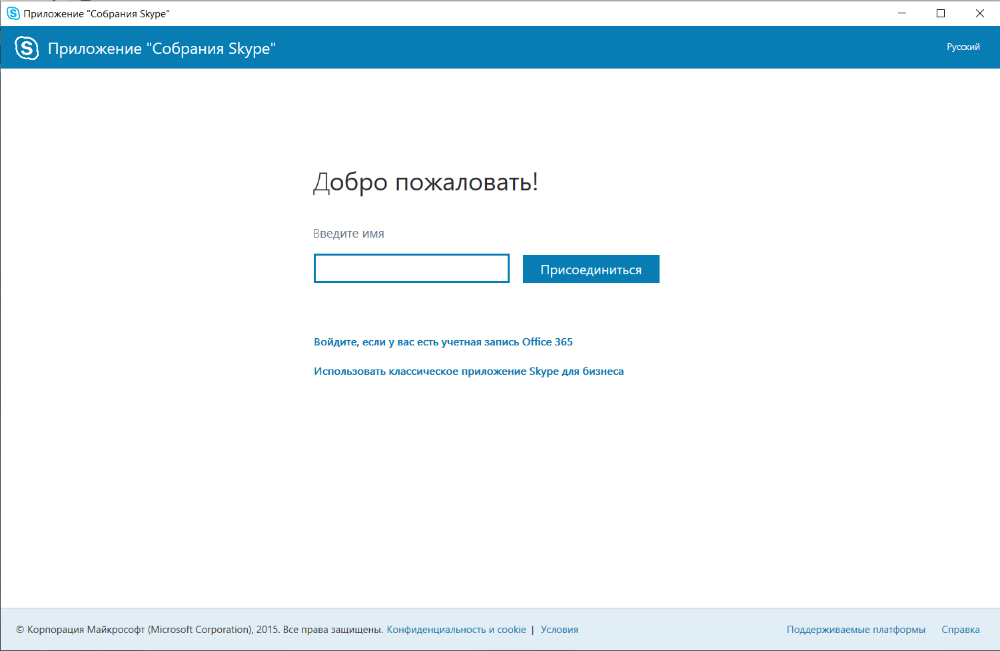 Приложение "Собрания Skype"
Приложение "Собрания Skype"
Русский
Добро пожаловать!
Введите имя
Присоединиться
Войдите, если у вас есть учетная запись Office 365
Использовать классическое приложение Skype для бизнеса
© Корпорация Майкрософт (Microsoft Corporation), 2015. Все права защищены. Конфиденциальность и cookie | Условия
Поддерживаемые платформы Справка